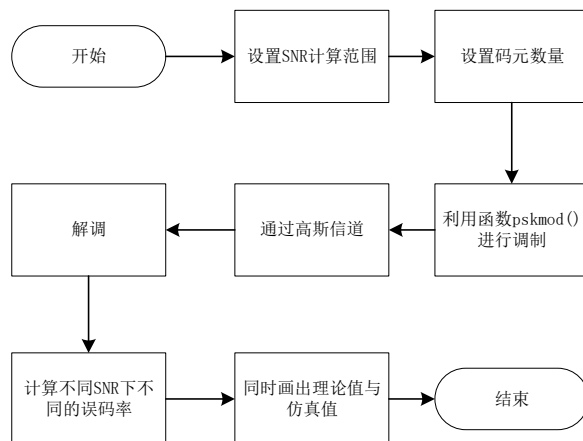 开始
设置SNR计算范围
设置码元数量
利用函数pskmod()
进行调制
通过高斯信道
解调
计算不同SNR下不
同的误码率
同时画出理论值与
仿真值
结束